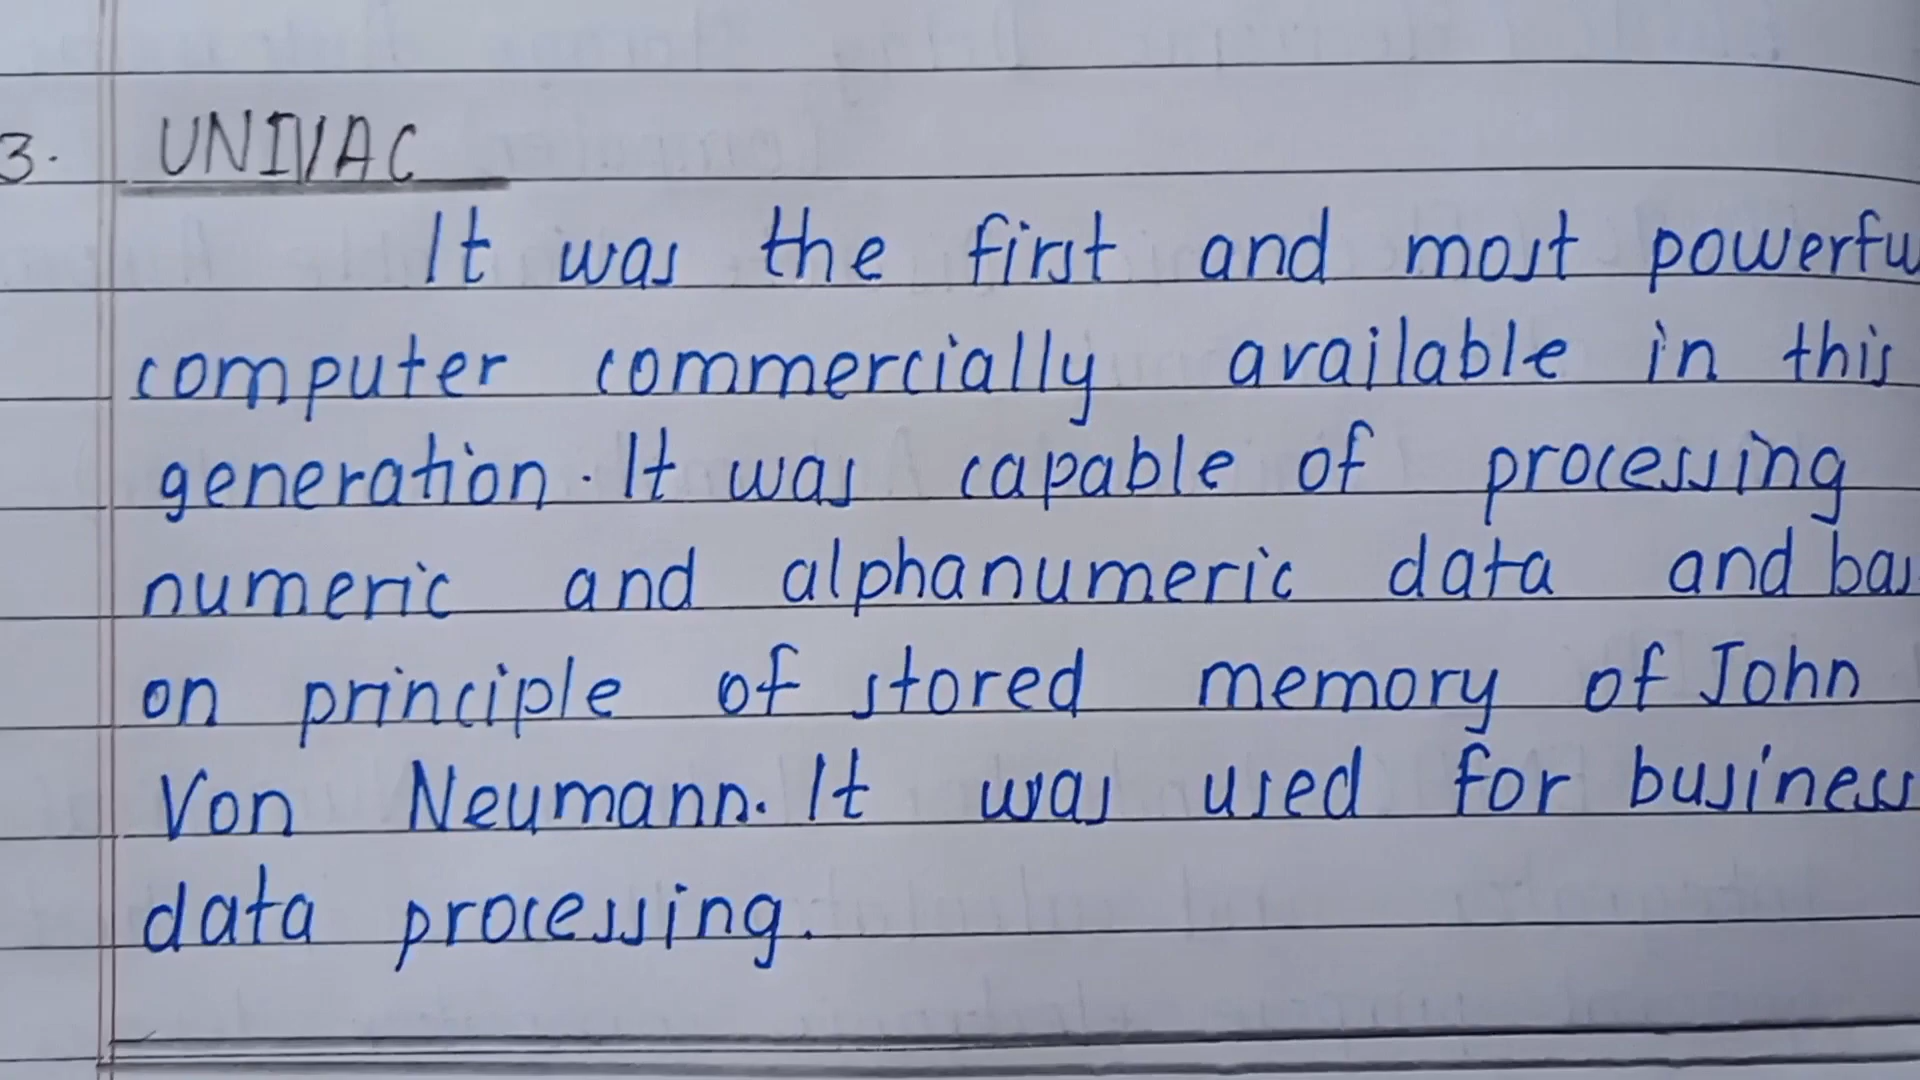 3. UNIVAC
It was the first and most powerfu
computer commercially available in this
generation. It was capable of processing
numeric and alphanumeric data and bas
on principle of stored memory of John
Von Neumann. It was used for business
data processing.